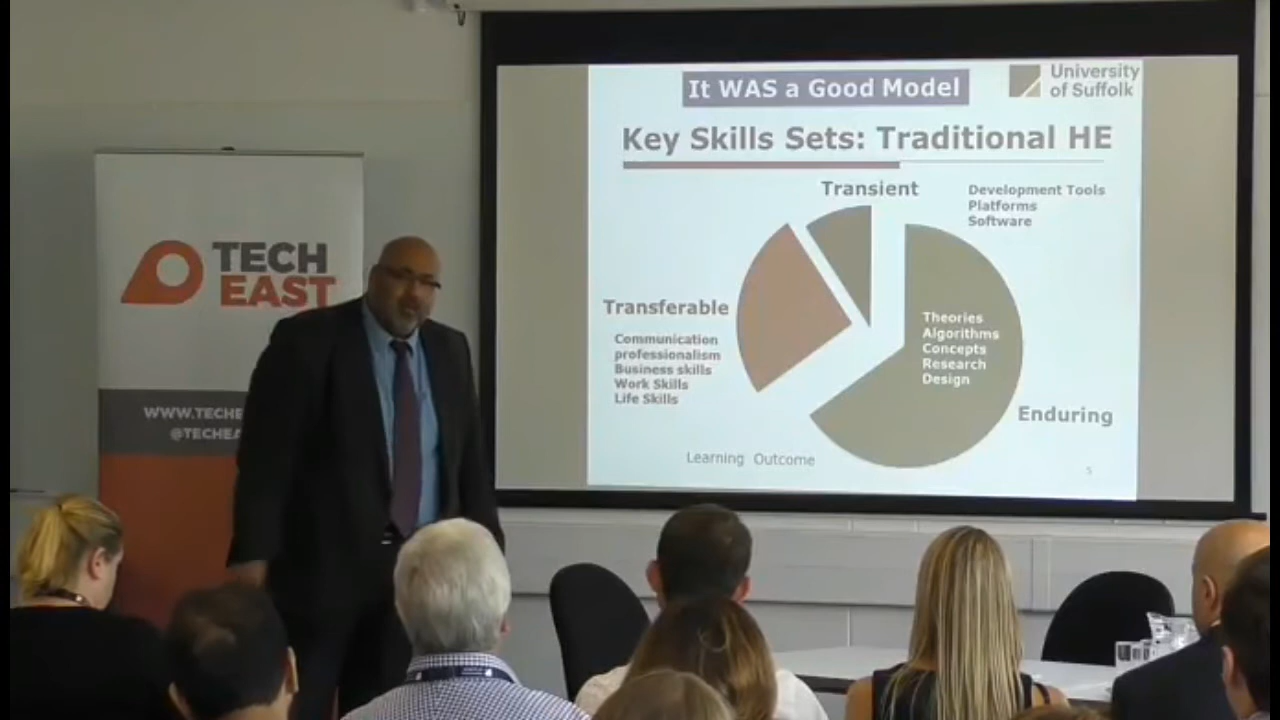 It WAS a Good Model
University
of Suffolk
Key Skills Sets: Traditional HE
Transient
Development Tools
Platforms
Software
Transferable
Communication
professionalism
Business skills
Work Skills
Life Skills
Theories
Algorithms
Concepts
Research
Design
Enduring
Learning Outcome
5
TECH
EAST
WWW.TECHE
@TECHEA